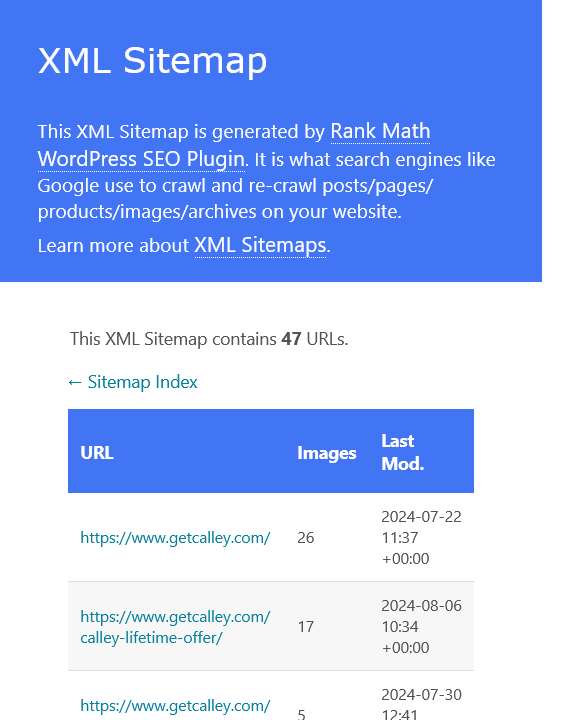 XML Sitemap
This XML Sitemap is generated by Rank Math
WordPress SEO Plugin. It is what search engines like
Google use to crawl and re-crawl posts/pages/
products/images/archives on your website.
Learn more about XML Sitemaps.
This XML Sitemap contains 47 URLs.
← Sitemap Index
URL Images Last
Mod.
https://www.getcalley.com/ 26 2024-07-22
11:37
+00:00
https://www.getcalley.com/
calley-lifetime-offer/ 17 2024-08-06
10:34
+00:00
https://www.getcalley.com/ 5 2024-07-30
12:41